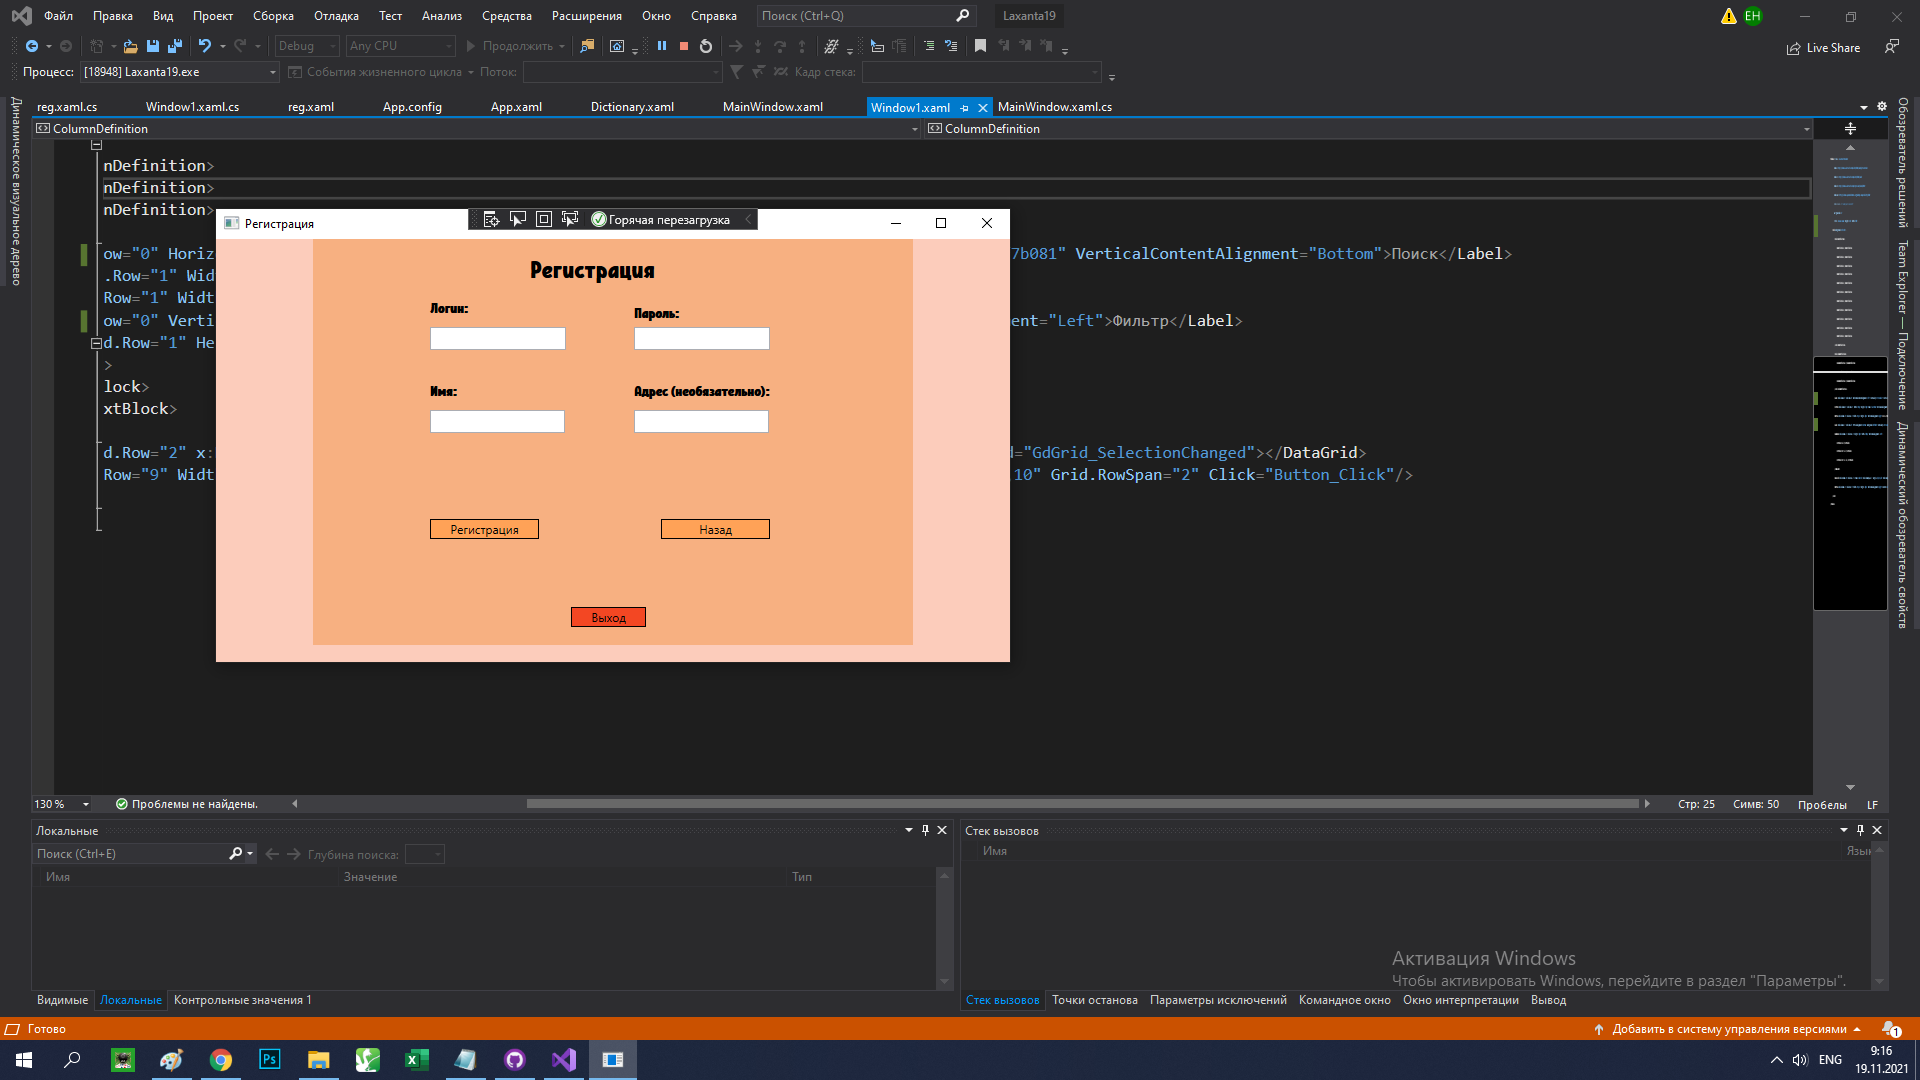 Файл Правка Вид Проект Сборка Отладка Тест Анализ Средства Расширения Окно Справка Поиск (Ctrl+Q) Laxanta19 EH
Debug Any CPU Продолжить Live Share
Процесс: [18948] Laxanta19.exe События жизненного цикла Поток: Кадр стека:
reg.xaml.cs Window1.xaml.cs reg.xaml App.config App.xaml Dictionary.xaml MainWindow.xaml Window1.xaml MainWindow.xaml.cs
ColumnDefinition ColumnDefinition
Динамическое визуальное дерево
nDefinition>
nDefinition>
nDefinition>
ow="0" Horiz 7b081" VerticalContentAlignment="Bottom">Поиск</Label>
.Row="1" Wid
Row="1" Widt
ow="0" Verti ent="Left">Фильтр</Label>
d.Row="1" He
>
lock>
xtBlock>
d.Row="2" x: d="GdGrid_SelectionChanged"></DataGrid>
Row="9" Widt 10" Grid.RowSpan="2" Click="Button_Click"/>
Регистрация Горячая перезагрузка
Регистрация
Логин: Пароль:
Имя: Адрес (необязательно):
Регистрация Назад
Выход
Обозреватель решений
Team Explorer — Подключение
Динамический обозреватель свойств
130 % Проблемы не найдены. Стр: 25 Симв: 50 Пробелы LF
Локальные
Поиск (Ctrl+E) Глубина поиска:
Имя Значение Тип
Видимые Локальные Контрольные значения 1
Стек вызовов
Имя Язык
Активация Windows
Чтобы активировать Windows, перейдите в раздел "Параметры".
Стек вызовов Точки останова Параметры исключений Командное окно Окно интерпретации Вывод
Готово Добавить в систему управления версиями 1
Ps ENG 9:16
19.11.2021